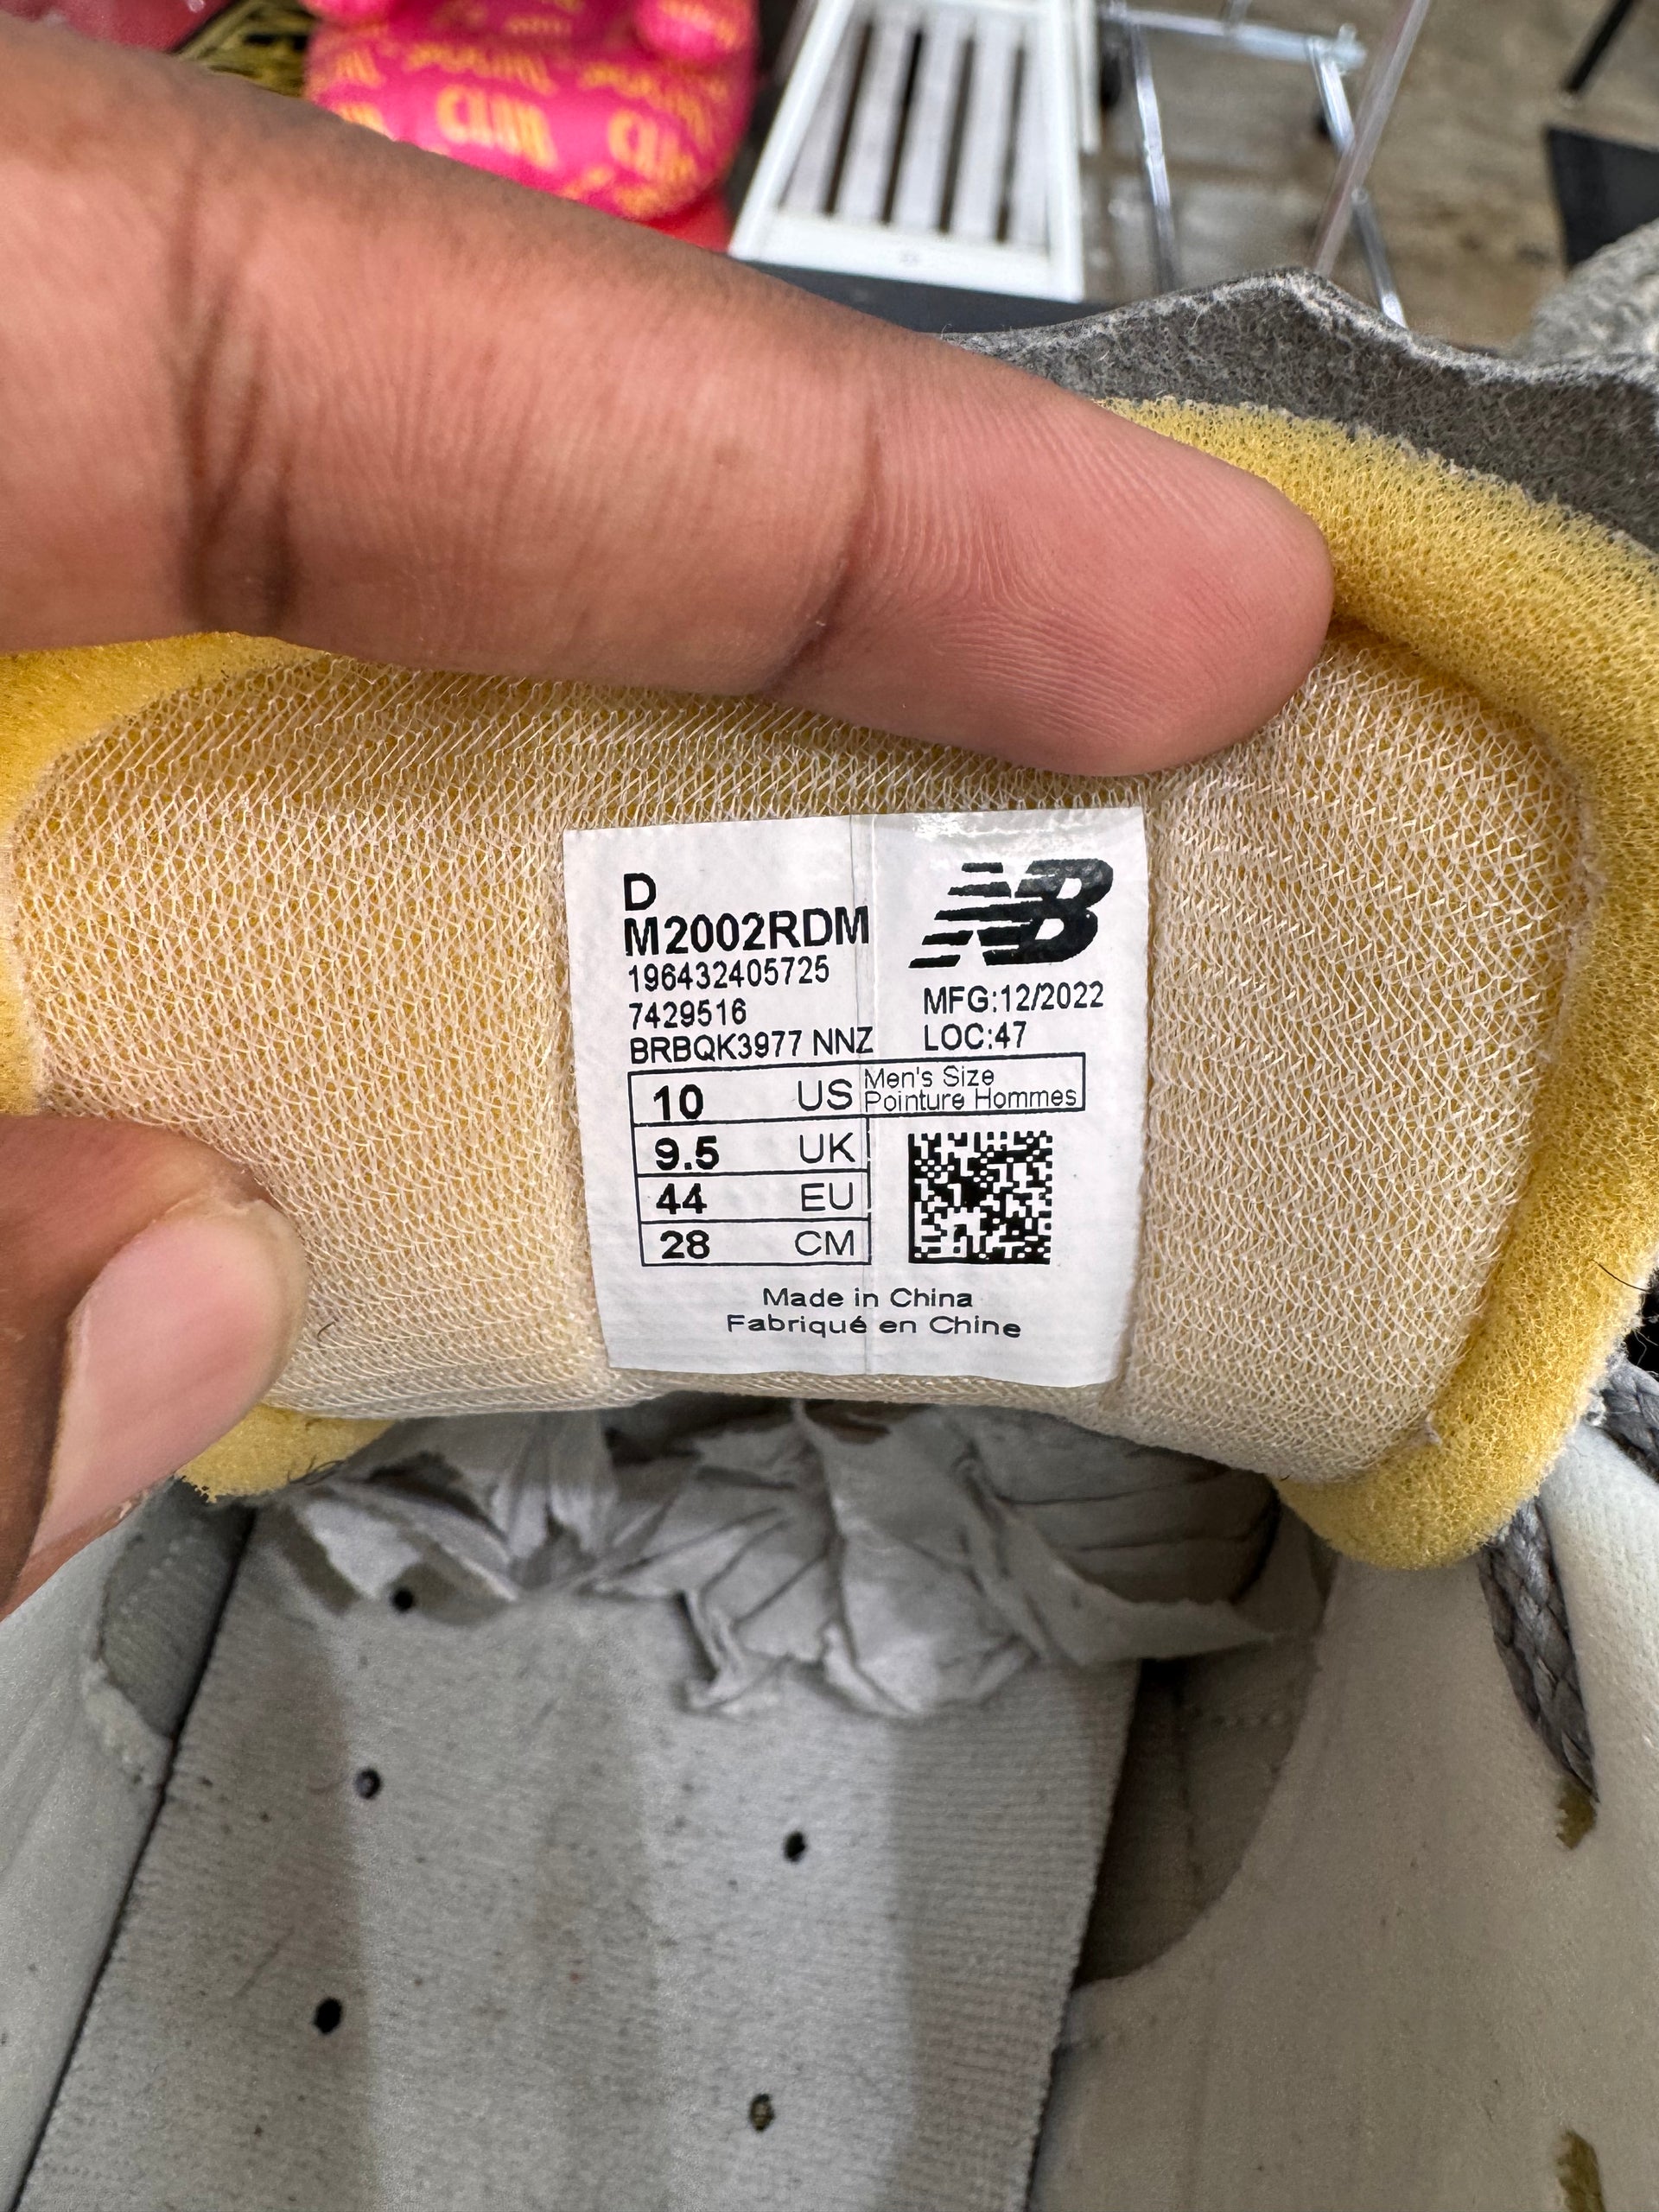 D
M2002RDM
196432405725
7429516
BRBQK3977 NNZ
NB
MFG:12/2022
LOC:47
10 US Men's Size
Pointure Hommes
9.5 UK
44 EU
28 CM
Made in China
Fabriqué en Chine